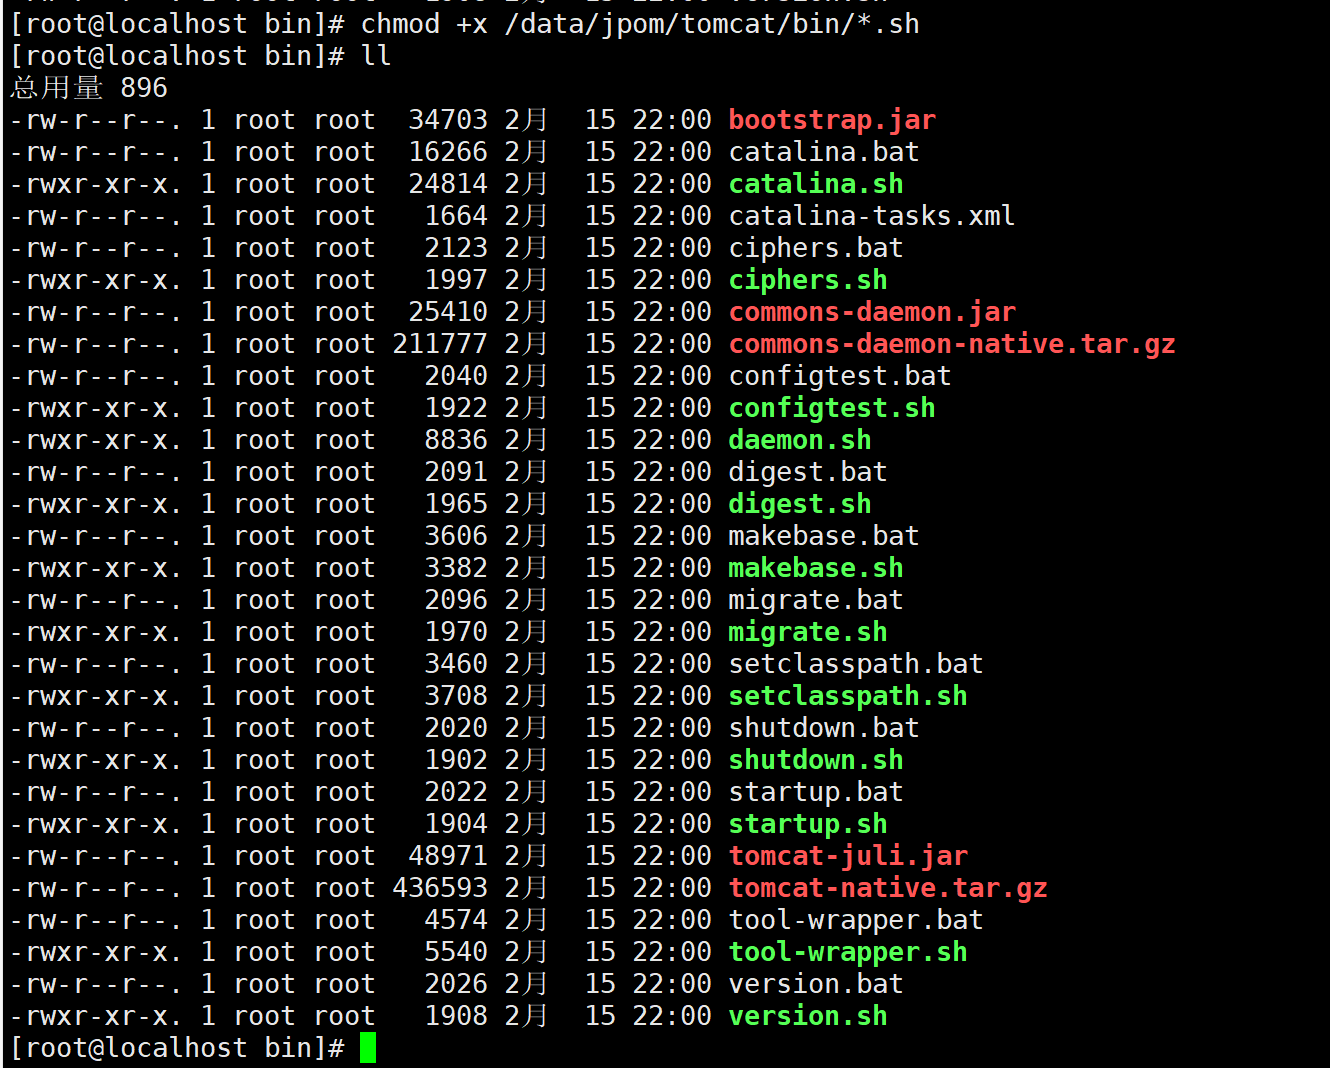 [root@localhost bin]# chmod +x /data/jpom/tomcat/bin/*.sh
[root@localhost bin]# ll
总用量 896
-rw-r--r--. 1 root root  34703 2月  15 22:00 bootstrap.jar
-rw-r--r--. 1 root root  16266 2月  15 22:00 catalina.bat
-rwxr-xr-x. 1 root root  24814 2月  15 22:00 catalina.sh
-rw-r--r--. 1 root root   1664 2月  15 22:00 catalina-tasks.xml
-rw-r--r--. 1 root root   2123 2月  15 22:00 ciphers.bat
-rwxr-xr-x. 1 root root   1997 2月  15 22:00 ciphers.sh
-rw-r--r--. 1 root root  25410 2月  15 22:00 commons-daemon.jar
-rw-r--r--. 1 root root 211777 2月  15 22:00 commons-daemon-native.tar.gz
-rw-r--r--. 1 root root   2040 2月  15 22:00 configtest.bat
-rwxr-xr-x. 1 root root   1922 2月  15 22:00 configtest.sh
-rwxr-xr-x. 1 root root   8836 2月  15 22:00 daemon.sh
-rw-r--r--. 1 root root   2091 2月  15 22:00 digest.bat
-rwxr-xr-x. 1 root root   1965 2月  15 22:00 digest.sh
-rw-r--r--. 1 root root   3606 2月  15 22:00 makebase.bat
-rwxr-xr-x. 1 root root   3382 2月  15 22:00 makebase.sh
-rw-r--r--. 1 root root   2096 2月  15 22:00 migrate.bat
-rwxr-xr-x. 1 root root   1970 2月  15 22:00 migrate.sh
-rw-r--r--. 1 root root   3460 2月  15 22:00 setclasspath.bat
-rwxr-xr-x. 1 root root   3708 2月  15 22:00 setclasspath.sh
-rw-r--r--. 1 root root   2020 2月  15 22:00 shutdown.bat
-rwxr-xr-x. 1 root root   1902 2月  15 22:00 shutdown.sh
-rw-r--r--. 1 root root   2022 2月  15 22:00 startup.bat
-rwxr-xr-x. 1 root root   1904 2月  15 22:00 startup.sh
-rw-r--r--. 1 root root  48971 2月  15 22:00 tomcat-juli.jar
-rw-r--r--. 1 root root 436593 2月  15 22:00 tomcat-native.tar.gz
-rw-r--r--. 1 root root   4574 2月  15 22:00 tool-wrapper.bat
-rwxr-xr-x. 1 root root   5540 2月  15 22:00 tool-wrapper.sh
-rw-r--r--. 1 root root   2026 2月  15 22:00 version.bat
-rwxr-xr-x. 1 root root   1908 2月  15 22:00 version.sh
[root@localhost bin]#